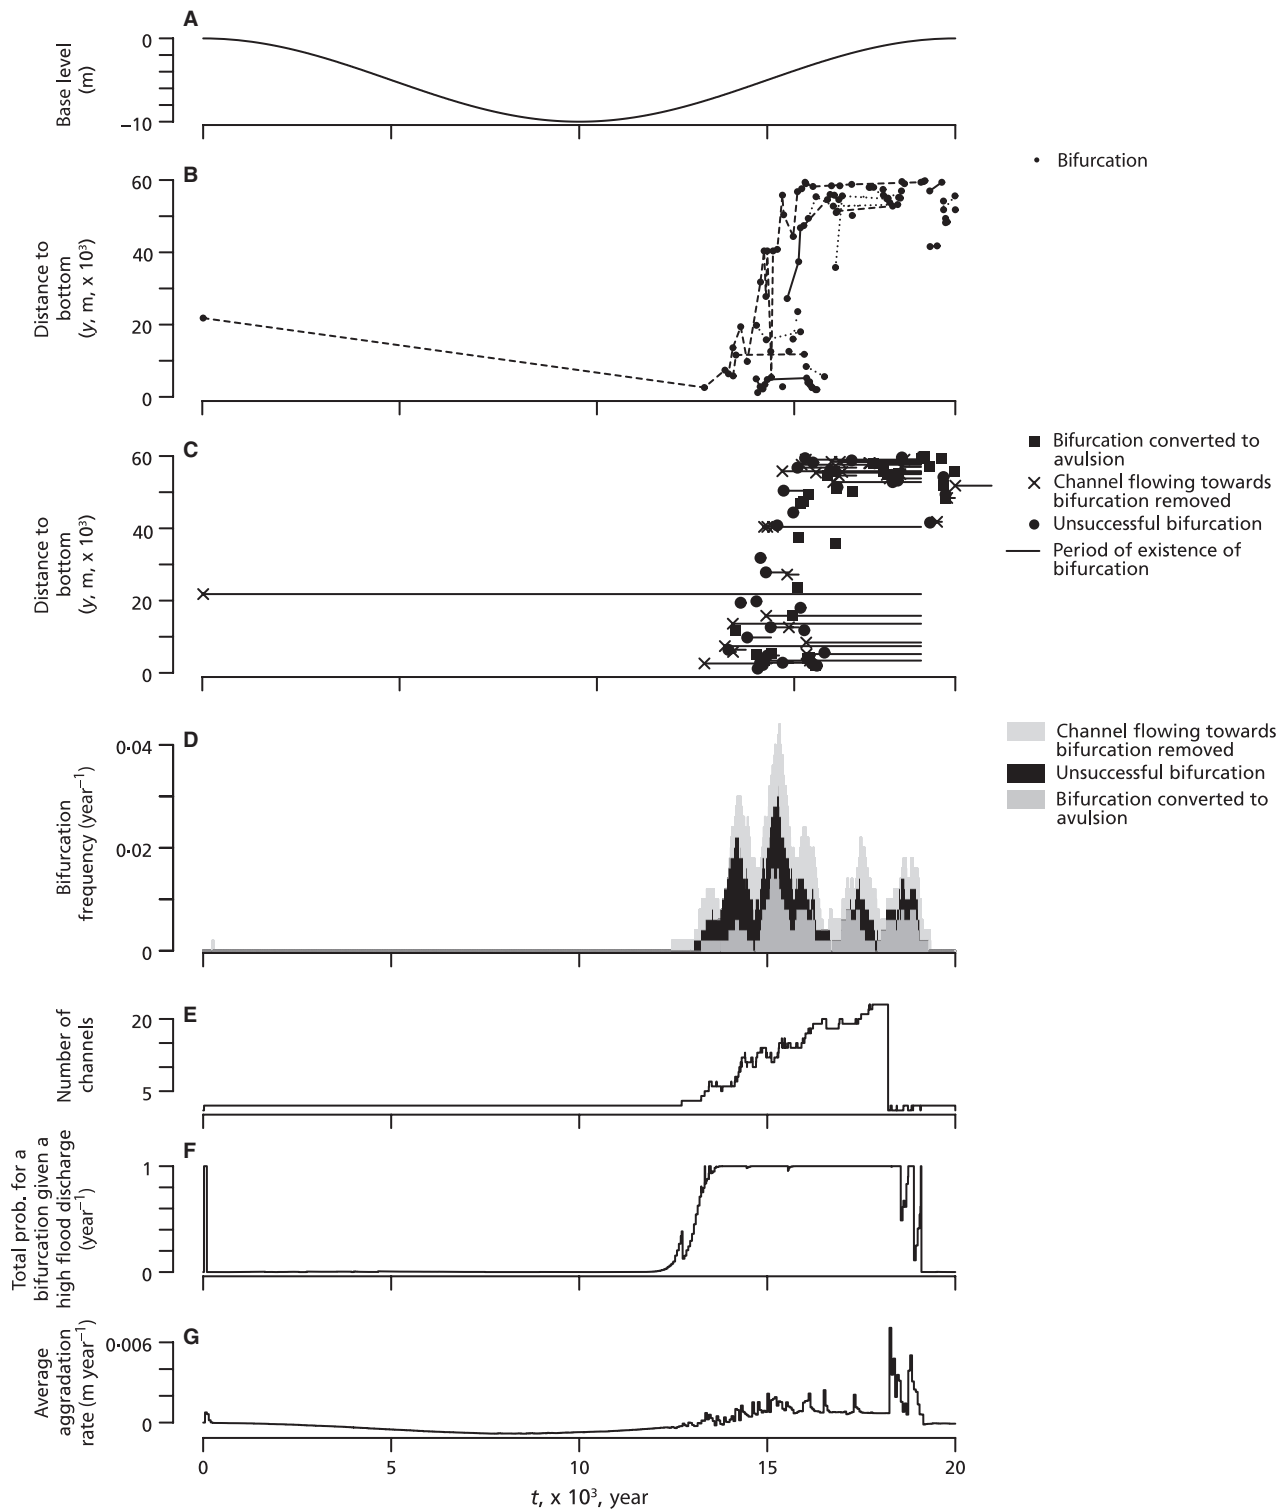 A
0
−10
Base level
(m)
B
60
40
20
0
Distance to
bottom
(y, m, x 10³)
Bifurcation
C
60
40
20
0
Distance to
bottom
(y, m, x 10³)
Bifurcation converted to
avulsion
Channel flowing towards
bifurcation removed
Unsuccessful bifurcation
Period of existence of
bifurcation
D
0·04
0·02
0
Bifurcation
frequency (year⁻¹)
Channel flowing towards
bifurcation removed
Unsuccessful bifurcation
Bifurcation converted to
avulsion
E
20
5
Number of
channels
F
1
0
Total prob. for a
bifurcation given a
high flood discharge
(year⁻¹)
G
0·006
0
Average
aggradation
rate (m year⁻¹)
0
5
10
15
20
t, x 10³, year